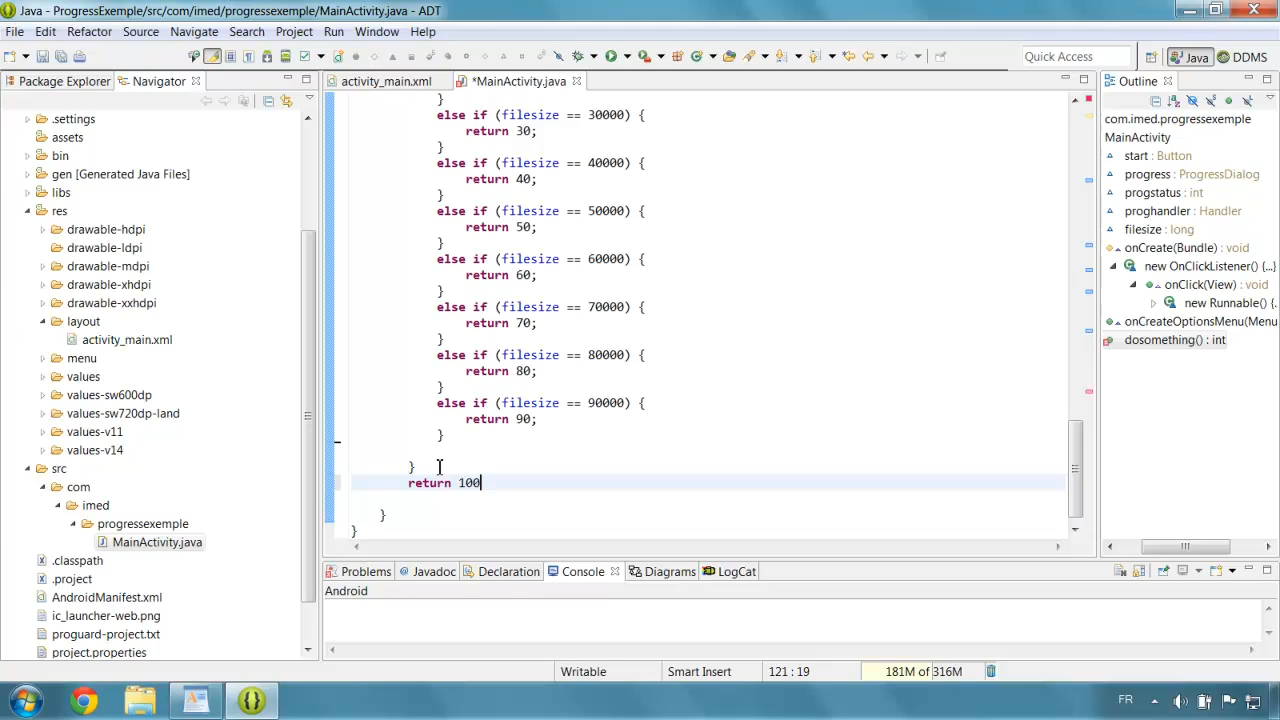 Java - ProgressExemple/src/com/imed/progressexemple/MainActivity.java - ADT
File Edit Refactor Source Navigate Search Project Run Window Help
Quick Access
Java
DDMS
Package Explorer
Navigator
.settings
assets
bin
gen [Generated Java Files]
libs
res
drawable-hdpi
drawable-ldpi
drawable-mdpi
drawable-xhdpi
drawable-xxhdpi
layout
activity_main.xml
menu
values
values-sw600dp
values-sw720dp-land
values-v11
values-v14
src
com
imed
progressexemple
MainActivity.java
.classpath
.project
AndroidManifest.xml
ic_launcher-web.png
proguard-project.txt
project.properties
activity_main.xml
*MainActivity.java
}
else if (filesize == 30000) {
return 30;
}
else if (filesize == 40000) {
return 40;
}
else if (filesize == 50000) {
return 50;
}
else if (filesize == 60000) {
return 60;
}
else if (filesize == 70000) {
return 70;
}
else if (filesize == 80000) {
return 80;
}
else if (filesize == 90000) {
return 90;
}
}
return 100
}
}
Outline
com.imed.progressexemple
MainActivity
start : Button
progress : ProgressDialog
progstatus : int
proghandler : Handler
filesize : long
onCreate(Bundle) : void
new OnClickListener() {...}
onClick(View) : void
new Runnable() {.
onCreateOptionsMenu(Menu
dosomething() : int
Problems
Javadoc
Declaration
Console
Diagrams
LogCat
Android
Writable
Smart Insert
121 : 19
181M of 316M
FR